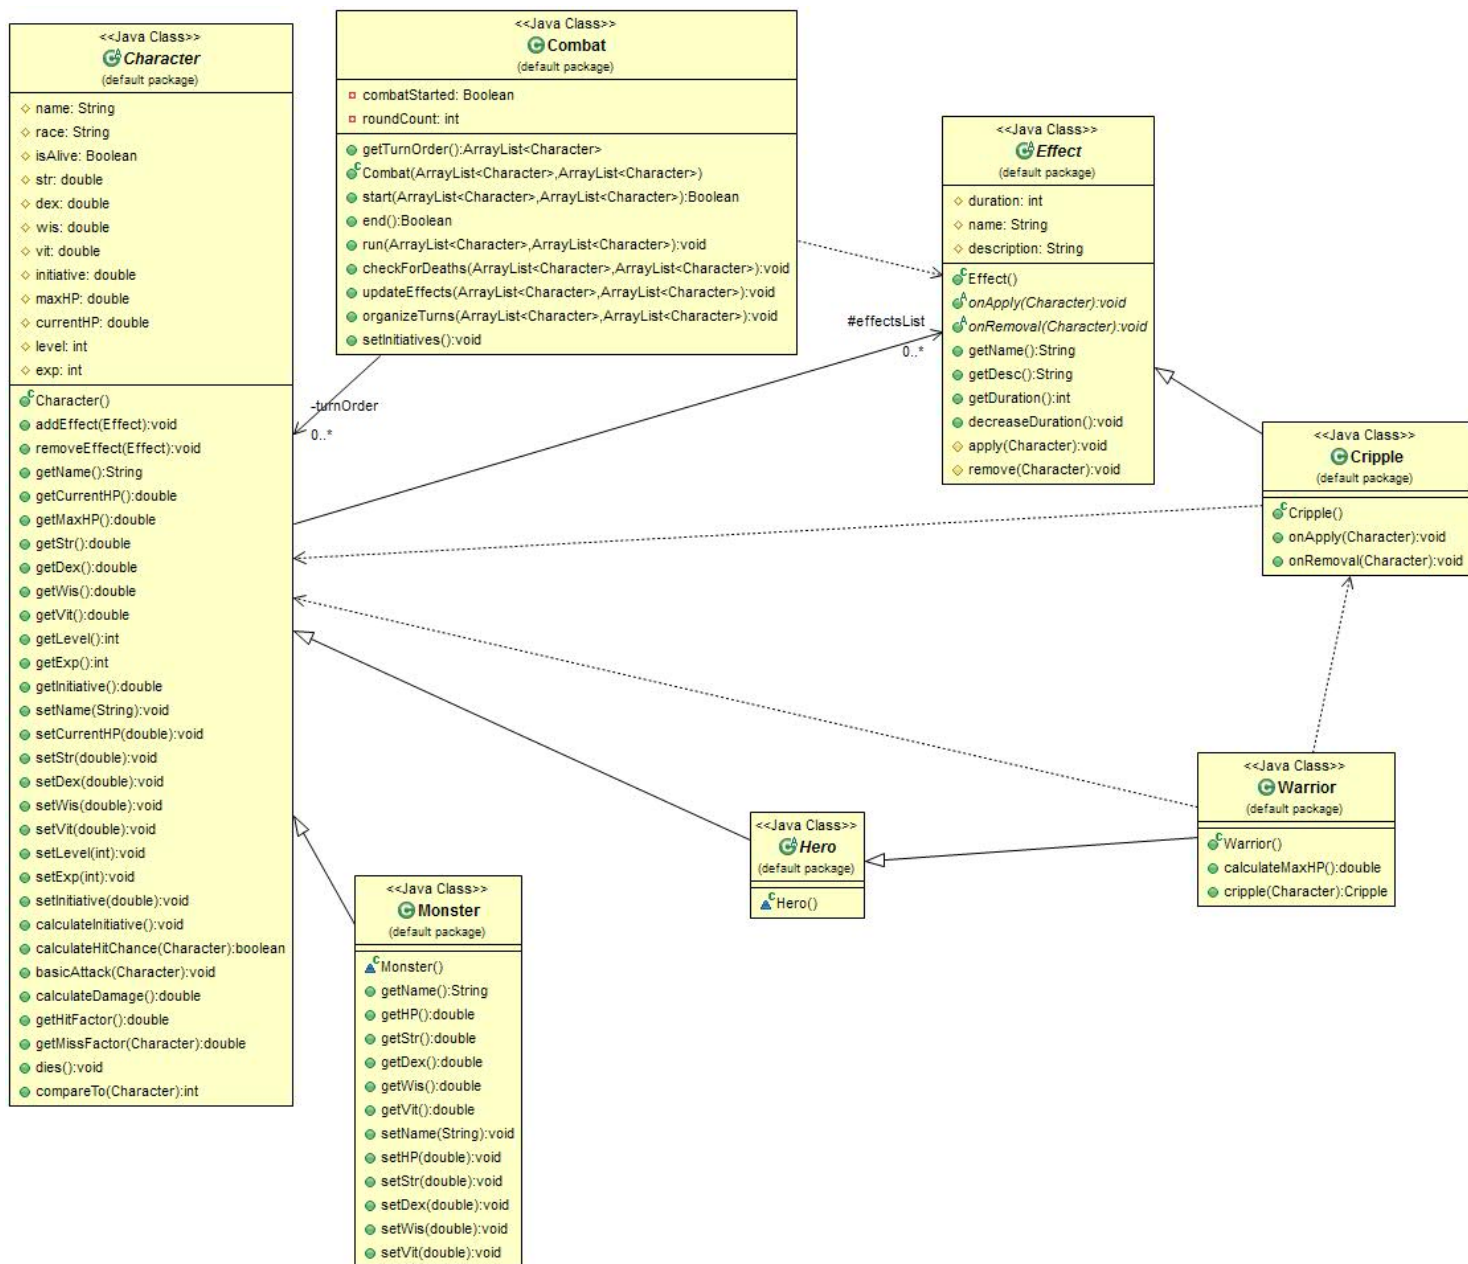 <<Java Class>>
Character
(default package)
name: String
race: String
isAlive: Boolean
str: double
dex: double
wis: double
vit: double
initiative: double
maxHP: double
currentHP: double
level: int
exp: int
Character()
addEffect(Effect):void
removeEffect(Effect):void
getName():String
getCurrentHP():double
getMaxHP():double
getStr():double
getDex():double
getWis():double
getVit():double
getLevel():int
getExp():int
getInitiative():double
setName(String):void
setCurrentHP(double):void
setStr(double):void
setDex(double):void
setWis(double):void
setVit(double):void
setLevel(int):void
setExp(int):void
setInitiative(double):void
calculateInitiative():void
calculateHitChance(Character):boolean
basicAttack(Character):void
calculateDamage():double
getHitFactor():double
getMissFactor(Character):double
dies():void
compareTo(Character):int
<<Java Class>>
Combat
(default package)
combatStarted: Boolean
roundCount: int
getTurnOrder():ArrayList<Character>
Combat(ArrayList<Character>,ArrayList<Character>)
start(ArrayList<Character>,ArrayList<Character>):Boolean
end():Boolean
run(ArrayList<Character>,ArrayList<Character>):void
checkForDeaths(ArrayList<Character>,ArrayList<Character>):void
updateEffects(ArrayList<Character>,ArrayList<Character>):void
organizeTurns(ArrayList<Character>,ArrayList<Character>):void
setInitiatives():void
-turnOrder
0..*
#effectsList
0..*
<<Java Class>>
Effect
(default package)
duration: int
name: String
description: String
Effect()
onApply(Character):void
onRemoval(Character):void
getName():String
getDesc():String
getDuration():int
decreaseDuration():void
apply(Character):void
remove(Character):void
<<Java Class>>
Cripple
(default package)
Cripple()
onApply(Character):void
onRemoval(Character):void
<<Java Class>>
Warrior
(default package)
Warrior()
calculateMaxHP():double
cripple(Character):Cripple
<<Java Class>>
Hero
(default package)
Hero()
<<Java Class>>
Monster
(default package)
Monster()
getName():String
getHP():double
getStr():double
getDex():double
getWis():double
getVit():double
setName(String):void
setHP(double):void
setStr(double):void
setDex(double):void
setWis(double):void
setVit(double):void